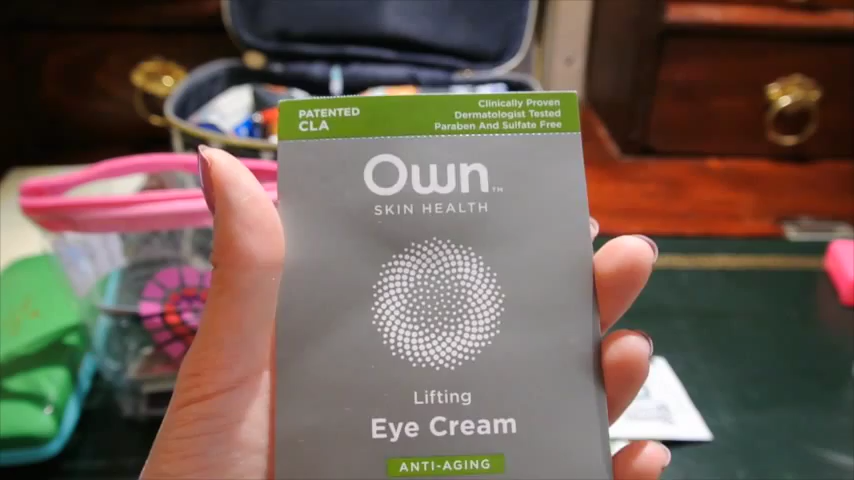 PATENTED
CLA
Clinically Proven
Dermatologist Tested
Paraben And Sulfate Free
Own™
SKIN HEALTH
Lifting
Eye Cream
ANTI-AGING